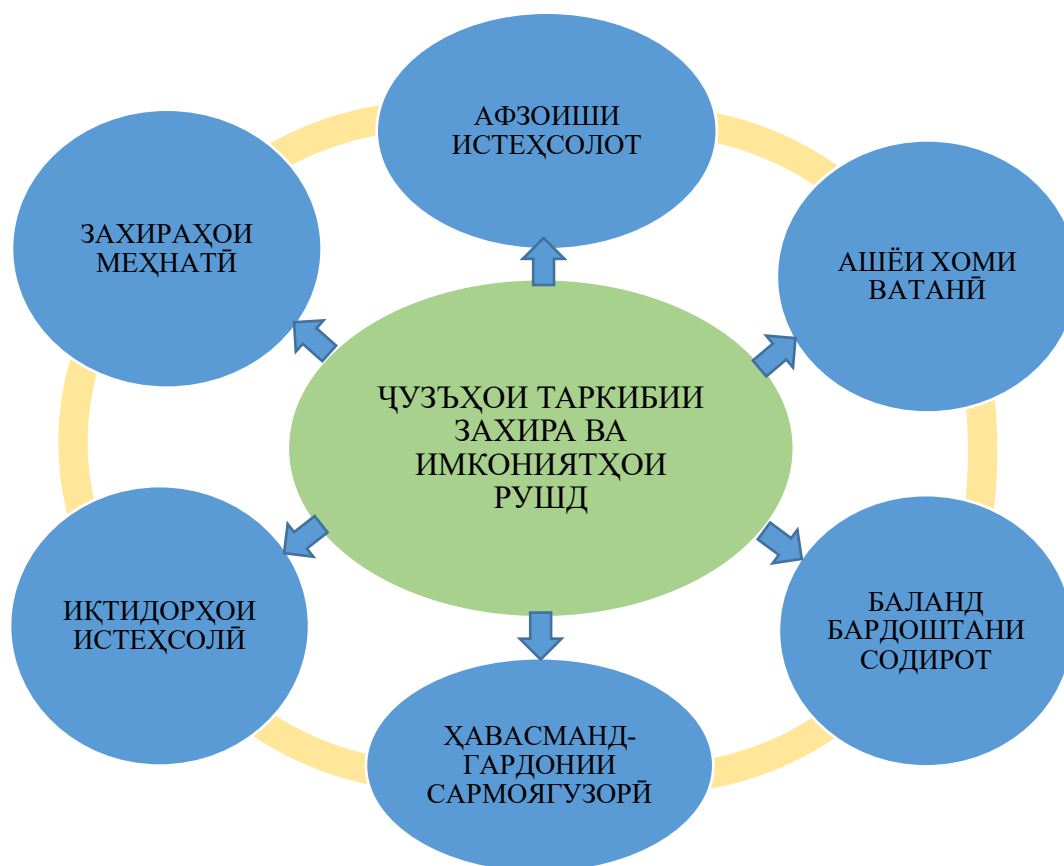 АФЗОИШИ
ИСТЕҲСОЛОТ
ЗАХИРАҲОИ
МЕҲНАТӢ
АШЁИ ХОМИ
ВАТАНӢ
ҶУЗЪҲОИ ТАРКИБИИ
ЗАХИРА ВА
ИМКОНИЯТҲОИ
РУШД
ИҚТИДОРҲОИ
ИСТЕҲСОЛӢ
БАЛАНД
БАРДОШТАНИ
СОДИРОТ
ҲАВАСМАНД-
ГАРДОНИИ
САРМОЯГУЗОРӢ